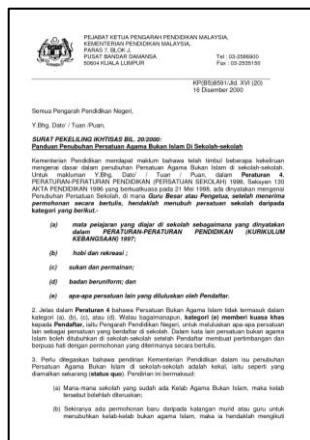 PEJABAT KETUA PENGARAH PENDIDIKAN MALAYSIA,
KEMENTERIAN PENDIDIKAN MALAYSIA,
PARAS 7, BLOK J,
PUSAT BANDAR DAMANSA Tel : 03-2586900
50604 KUALA LUMPUR Fax : 03-2535150
KP(BS)8591/Jld. XVI (20)
16 Disember 2000
Semua Pengarah Pendidikan Negeri,
Y.Bhg. Dato' / Tuan /Puan,
SURAT PEKELILING IKHTISAS BIL. 20/2000:
Panduan Penubuhan Persatuan Agama Bukan Islam Di Sekolah-sekolah
Kementerian Pendidikan mendapat maklum bahawa telah timbul beberapa kekeliruan
mengenai dasar dalam penubuhan Persatuan Agama Bukan Islam di sekolah-sekolah.
Untuk makluman Y.Bhg. Dato' / Tuan / Puan, dalam Peraturan 4,
PERATURAN-PERATURAN PENDIDIKAN (PERSATUAN SEKOLAH) 1998, Seksyen 130
AKTA PENDIDIKAN 1996 yang berkuatkuasa pada 21 Mei 1998, ada dinyatakan mengenai
Penubuhan Persatuan Sekolah, di mana Guru Besar atau Pengetua, setelah menerima
permohonan secara bertulis, hendaklah menubuh persatuan sekolah daripada
kategori yang berikut.-
(a) mata pelajaran yang diajar di sekolah sebagaimana yang dinyatakan
dalam PERATURAN-PERATURAN PENDIDIKAN (KURIKULUM
KEBANGSAAN) 1997;
(b) hobi dan rekreasi ;
(c) sukan dan permainan;
(d) badan beruniform; dan
(e) apa-apa persatuan lain yang diluluskan oleh Pendaftar.
2. Jelas dalam Peraturan 4 bahawa Persatuan Bukan Agama Islam tidak termasuk dalam
kategori (a), (b), (c), atau (d). Walau bagaimanapun, kategori (e) memberi kuasa khas
kepada Pendaftar, iaitu Pengarah Pendidikan Negeri, untuk meluluskan apa-apa persatuan
lain sebagai persatuan yang berdaftar di sekolah. Dalam kata lain persatuan bukan agama
Islam boleh ditubuhkan di sekolah-sekolah setelah Pendaftar membuat pertimbangan dan
berpuas hati dengan permohonan yang diterimanya secara bertulis.
3. Perlu ditegaskan bahawa pendirian Kementerian Pendidikan dalam isu penubuhan
Persatuan Agama Bukan Islam di sekolah-sekolah adalah kekal, iaitu seperti yang
diamalkan sekarang (status quo). Pendirian ini bermaksud:
(a) Mana-mana sekolah yang sudah ada Kelab Agama Bukan Islam, maka kelab
tersebut bolehlah diteruskan;
(b) Sekiranya ada permohonan baru daripada kalangan murid atau guru untuk
menubuhkan kelab-kelab bukan agama Islam, maka ia hendaklah mengikuti